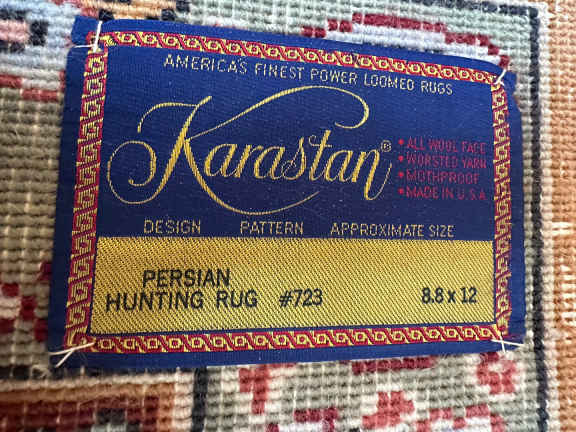 AMERICA'S FINEST POWER LOOMED RUGS
Karastan®
• ALL WOOL FACE
• WORSTED YARN
• MOTHPROOF
• MADE IN U.S.A.
DESIGN PATTERN APPROXIMATE SIZE
PERSIAN
HUNTING RUG #723 8.8 x 12